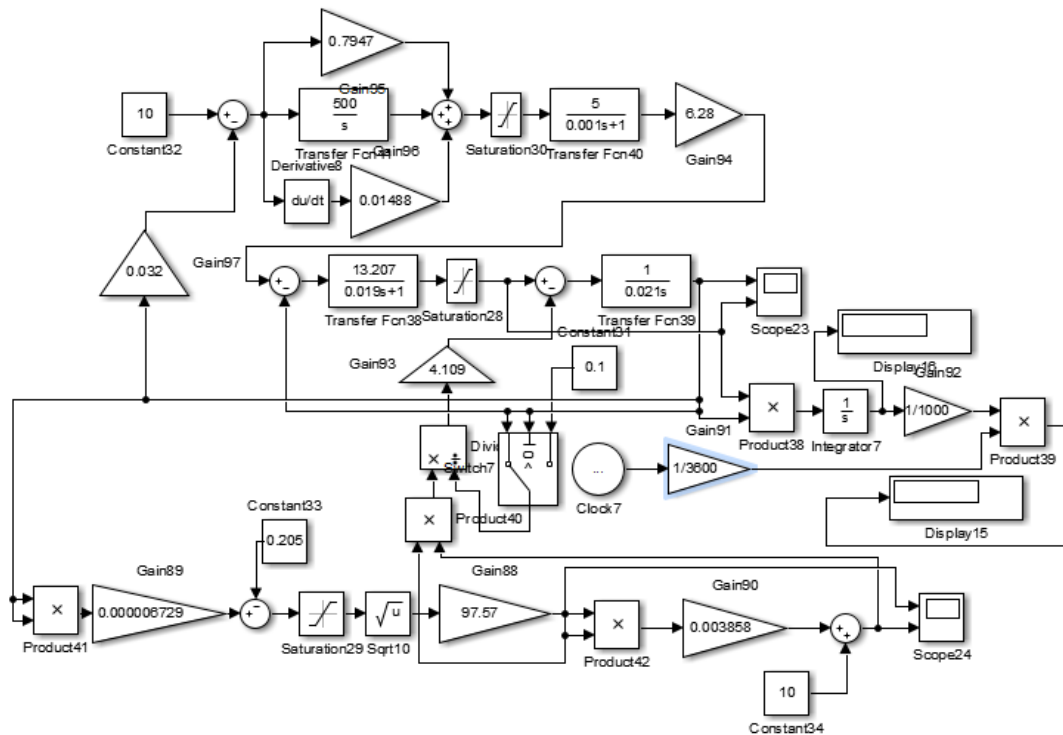 0.7947
Gain95
10
Constant32
500
s
Transfer Fcn41
Gain96
Saturation30
5
0.001s+1
Transfer Fcn40
6.28
Gain94
Derivative8
du/dt
0.01488
0.032
Gain97
13.207
0.019s+1
Transfer Fcn38
Saturation28
1
0.021s
Transfer Fcn39
Scope23
Constant31
0.1
Gain93
4.109
Display16
Gain92
Gain91
×
Product38
1
s
Integrator7
1/1000
×
Product39
× ÷
Switch7
...
Clock7
1/3600
×
Product40
Display15
Constant33
0.205
×
Product41
Gain89
0.000006729
Saturation29
√u
Sqrt10
Gain88
97.57
×
Product42
Gain90
0.003858
Scope24
10
Constant34